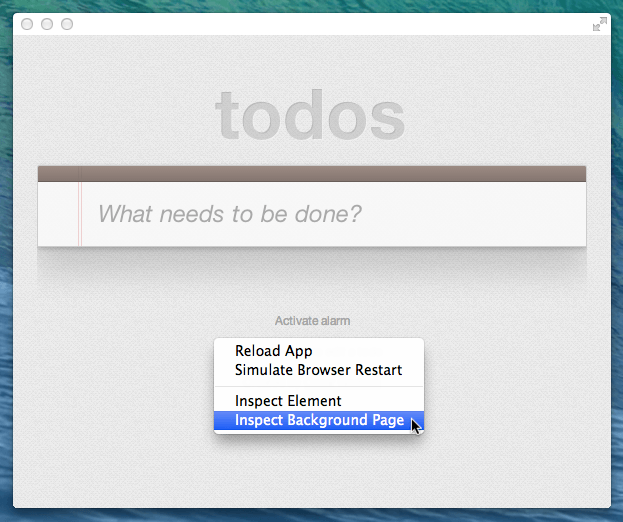 todos
What needs to be done?
Activate alarm
Reload App
Simulate Browser Restart
Inspect Element
Inspect Background Page